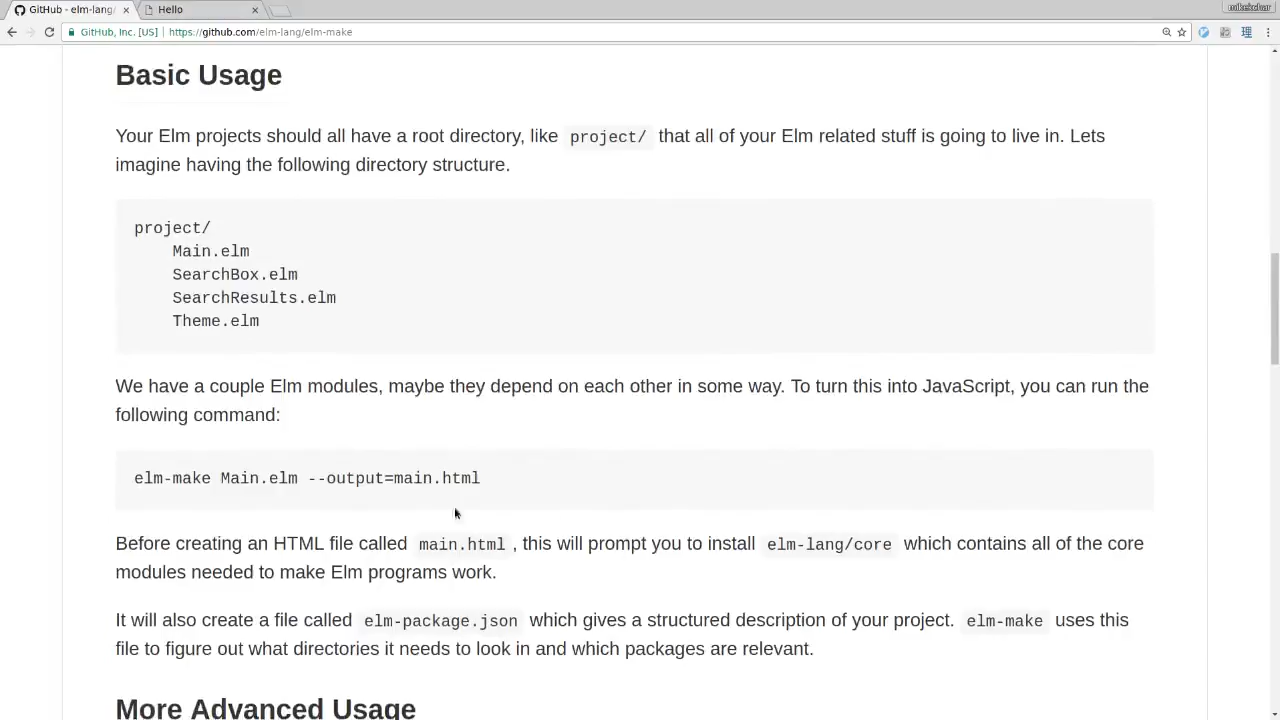 GitHub - elm-lang/
Hello
GitHub, Inc. [US]
https://github.com/elm-lang/elm-make
Basic Usage
Your Elm projects should all have a root directory, like project/ that all of your Elm related stuff is going to live in. Lets
imagine having the following directory structure.
project/
Main.elm
SearchBox.elm
SearchResults.elm
Theme.elm
We have a couple Elm modules, maybe they depend on each other in some way. To turn this into JavaScript, you can run the
following command:
elm-make Main.elm --output=main.html
Before creating an HTML file called main.html , this will prompt you to install elm-lang/core which contains all of the core
modules needed to make Elm programs work.
It will also create a file called elm-package.json which gives a structured description of your project. elm-make uses this
file to figure out what directories it needs to look in and which packages are relevant.
More Advanced Usage